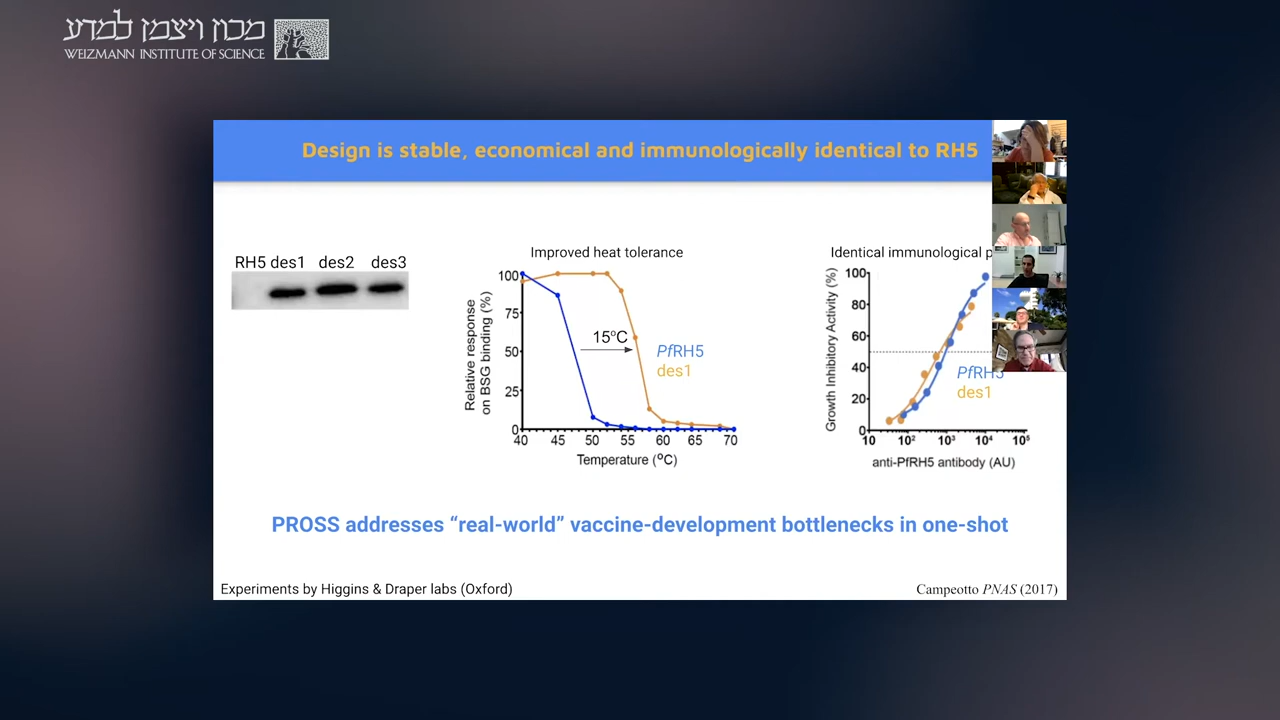 מכון ויצמן למדע
WEIZMANN INSTITUTE OF SCIENCE
Design is stable, economical and immunologically identical to RH5
RH5 des1 des2 des3
Improved heat tolerance
Relative response
on BSG binding (%)
100
75
50
25
0
15°C
PfRH5
des1
40 45 50 55 60 65 70
Temperature (°C)
Identical immunological p
Growth Inhibitory Activity (%)
100
80
60
40
20
0
PfRH5
des1
10 10² 10³ 10⁴ 10⁵
anti-PfRH5 antibody (AU)
PROSS addresses “real-world” vaccine-development bottlenecks in one-shot
Experiments by Higgins & Draper labs (Oxford)
Campeotto PNAS (2017)